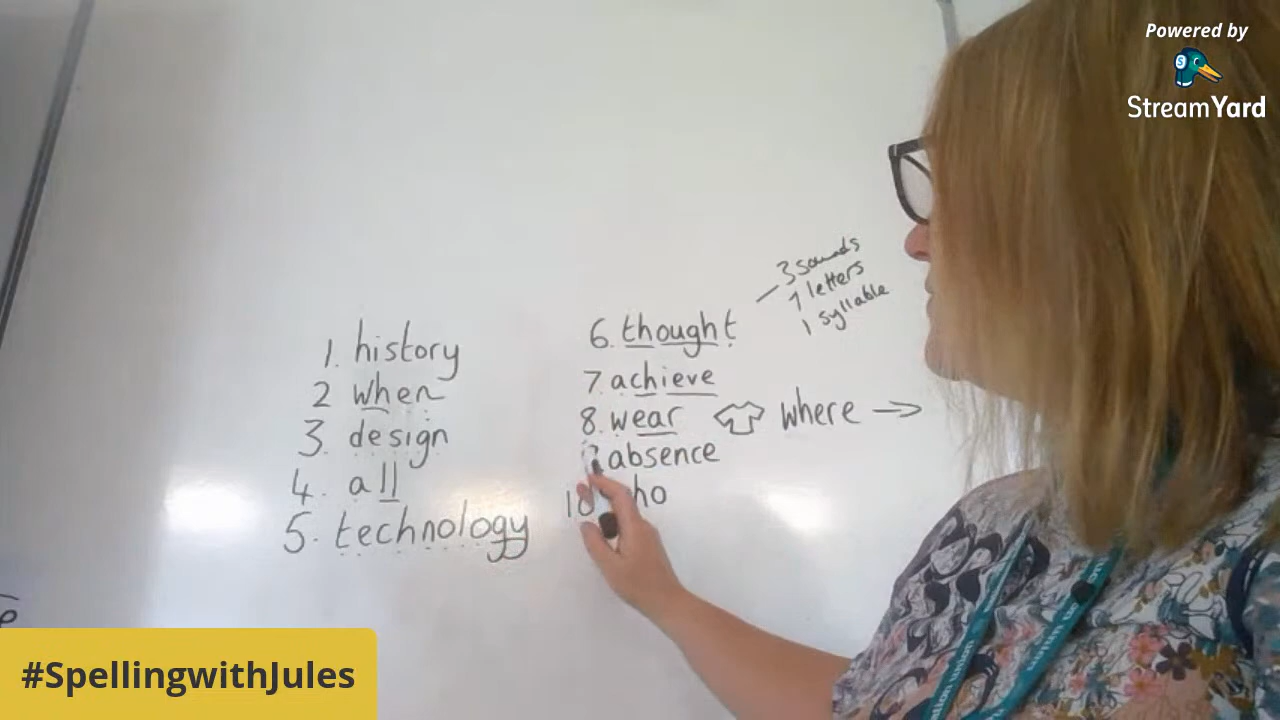 Powered by
StreamYard
3 sounds
7 letters
1 syllable
1. history
2 when
3. design
4. all
5. technology
6. thought
7. achieve
8. wear where →
absence
10 ho
#SpellingwithJules